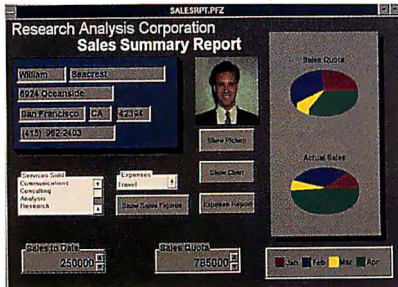 SALESRPT.PFZ
Research Analysis Corporation
Sales Summary Report
William Seacrest
6924 Oceanside
San Francisco CA 42394
(415) 962-2403
Show Picture
Show Chart
Services Sold
Communications
Consulting
Analysis
Research
Expenses
Travel
Show Sales Figures
Expense Report
Sales to Date
250000
Sales Quota
785000
Sales Quota
Actual Sales
Jan Feb Mar Apr